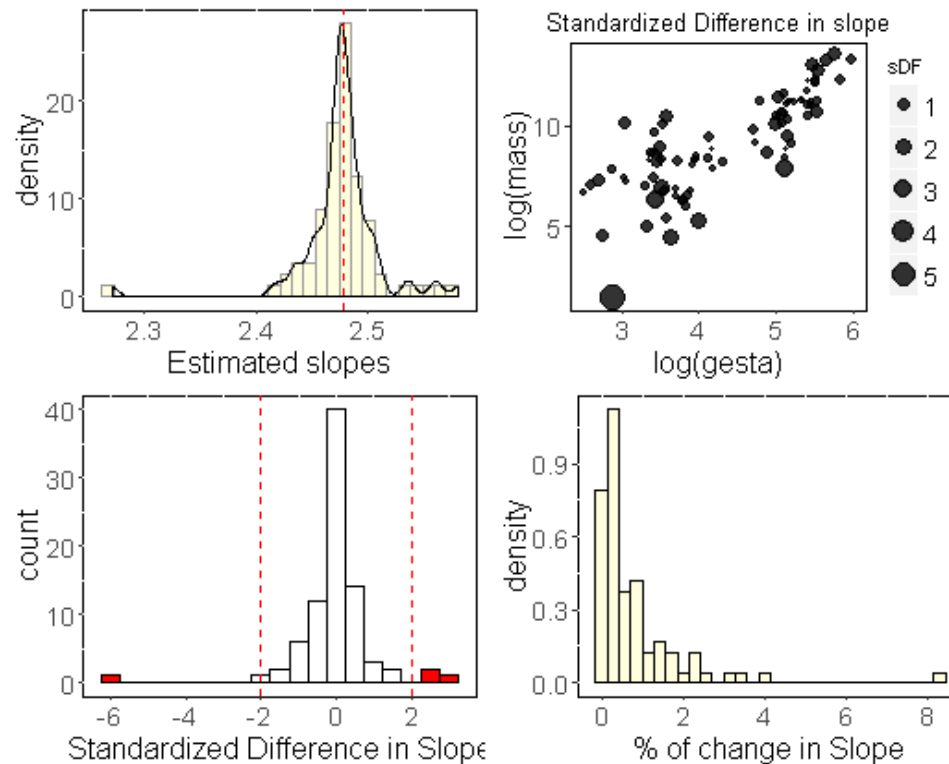 density
20
10
0
2.3 2.4 2.5
Estimated slopes
Standardized Difference in slope
log(mass)
10
5
3 4 5 6
log(gesta)
sDF
1
2
3
4
5
count
40
30
20
10
0
-6 -4 -2 0 2
Standardized Difference in Slope
density
0.9
0.6
0.3
0.0
0 2 4 6 8
% of change in Slope